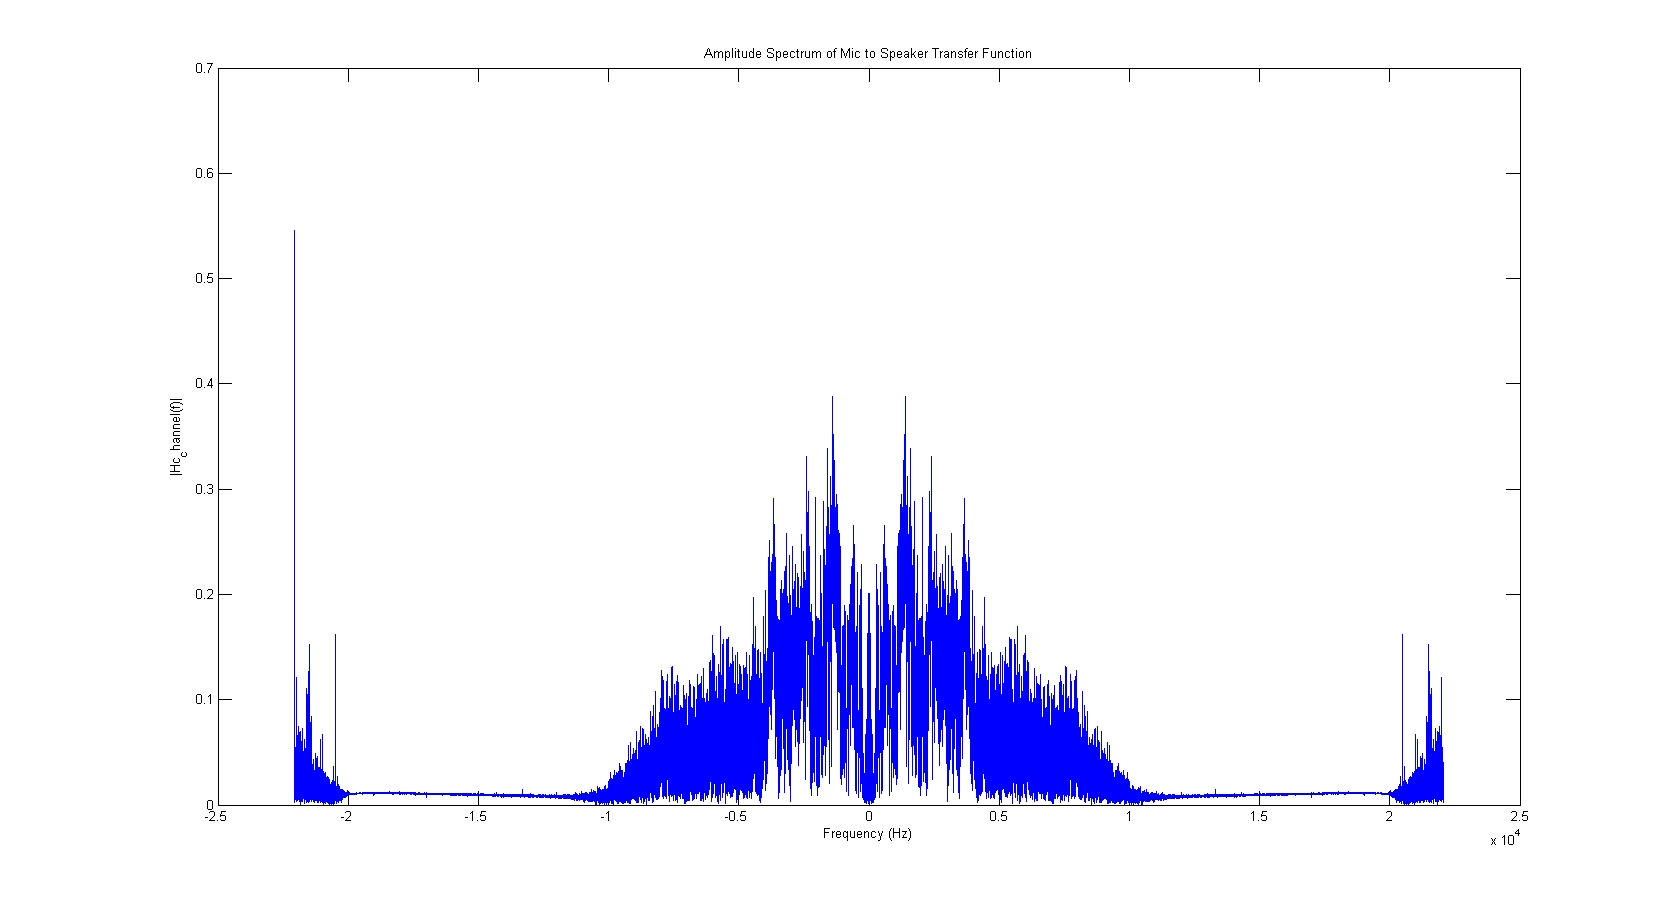 Amplitude Spectrum of Mic to Speaker Transfer Function
0.7
0.6
0.5
0.4
0.3
0.2
0.1
0
|Hc_channel(f)|
-2.5 -2 -1.5 -1 -0.5 0 0.5 1 1.5 2 2.5
Frequency (Hz)
x 10^4